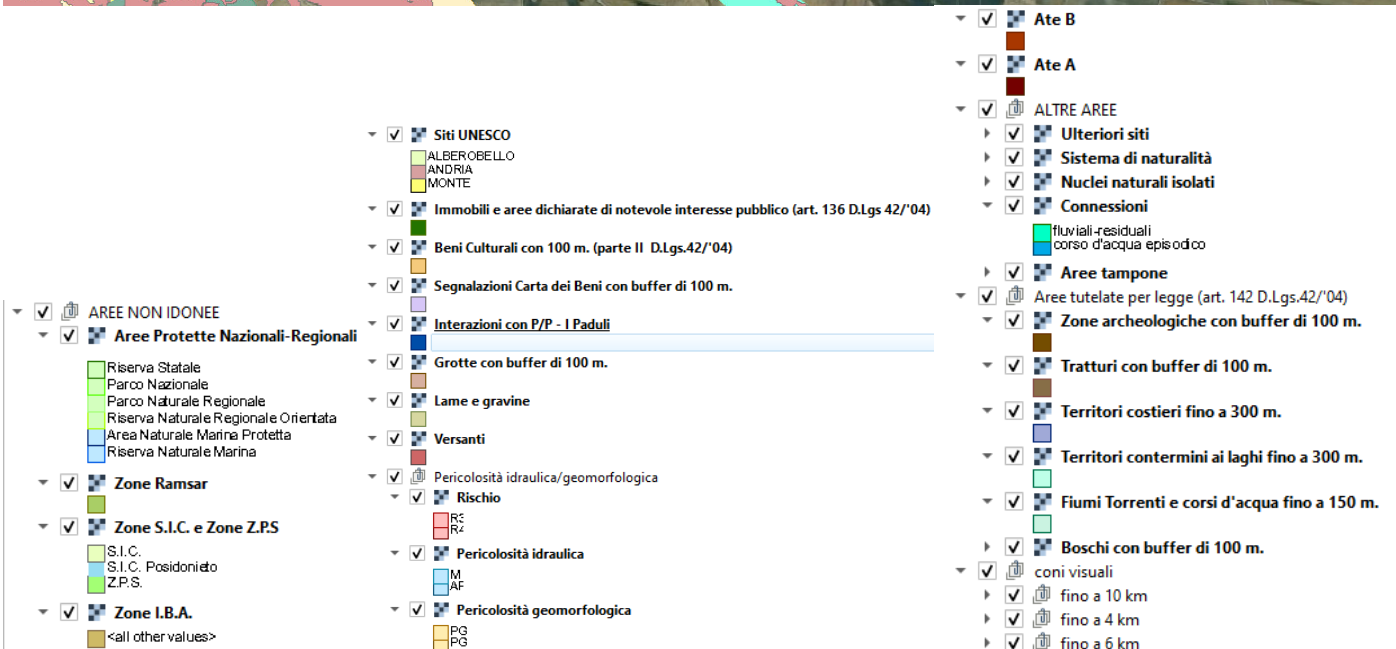 AREE NON IDONEE
Aree Protette Nazionali-Regionali
Riserva Statale
Parco Nazionale
Parco Naturale Regionale
Riserva Naturale Regionale Orientata
Area Naturale Marina Protetta
Riserva Naturale Marina
Zone Ramsar
Zone S.I.C. e Zone Z.P.S
S.I.C.
S.I.C. Posidonieto
Z.P.S.
Zone I.B.A.
<all other values>
Siti UNESCO
ALBEROBELLO
ANDRIA
MONTE
Immobili e aree dichiarate di notevole interesse pubblico (art. 136 D.Lgs 42/'04)
Beni Culturali con 100 m. (parte II D.Lgs.42/'04)
Segnalazioni Carta dei Beni con buffer di 100 m.
Interazioni con P/P - I Paduli
Grotte con buffer di 100 m.
Lame e gravine
Versanti
Pericolosità idraulica/geomorfologica
Rischio
R3
R4
Pericolosità idraulica
M
AF
Pericolosità geomorfologica
PG
PG
Ate B
Ate A
ALTRE AREE
Ulteriori siti
Sistema di naturalità
Nuclei naturali isolati
Connessioni
fluviali-residuali
corso d'acqua episodico
Aree tampone
Aree tutelate per legge (art. 142 D.Lgs.42/'04)
Zone archeologiche con buffer di 100 m.
Tratturi con buffer di 100 m.
Territori costieri fino a 300 m.
Territori contermini ai laghi fino a 300 m.
Fiumi Torrenti e corsi d'acqua fino a 150 m.
Boschi con buffer di 100 m.
coni visuali
fino a 10 km
fino a 4 km
fino a 6 km